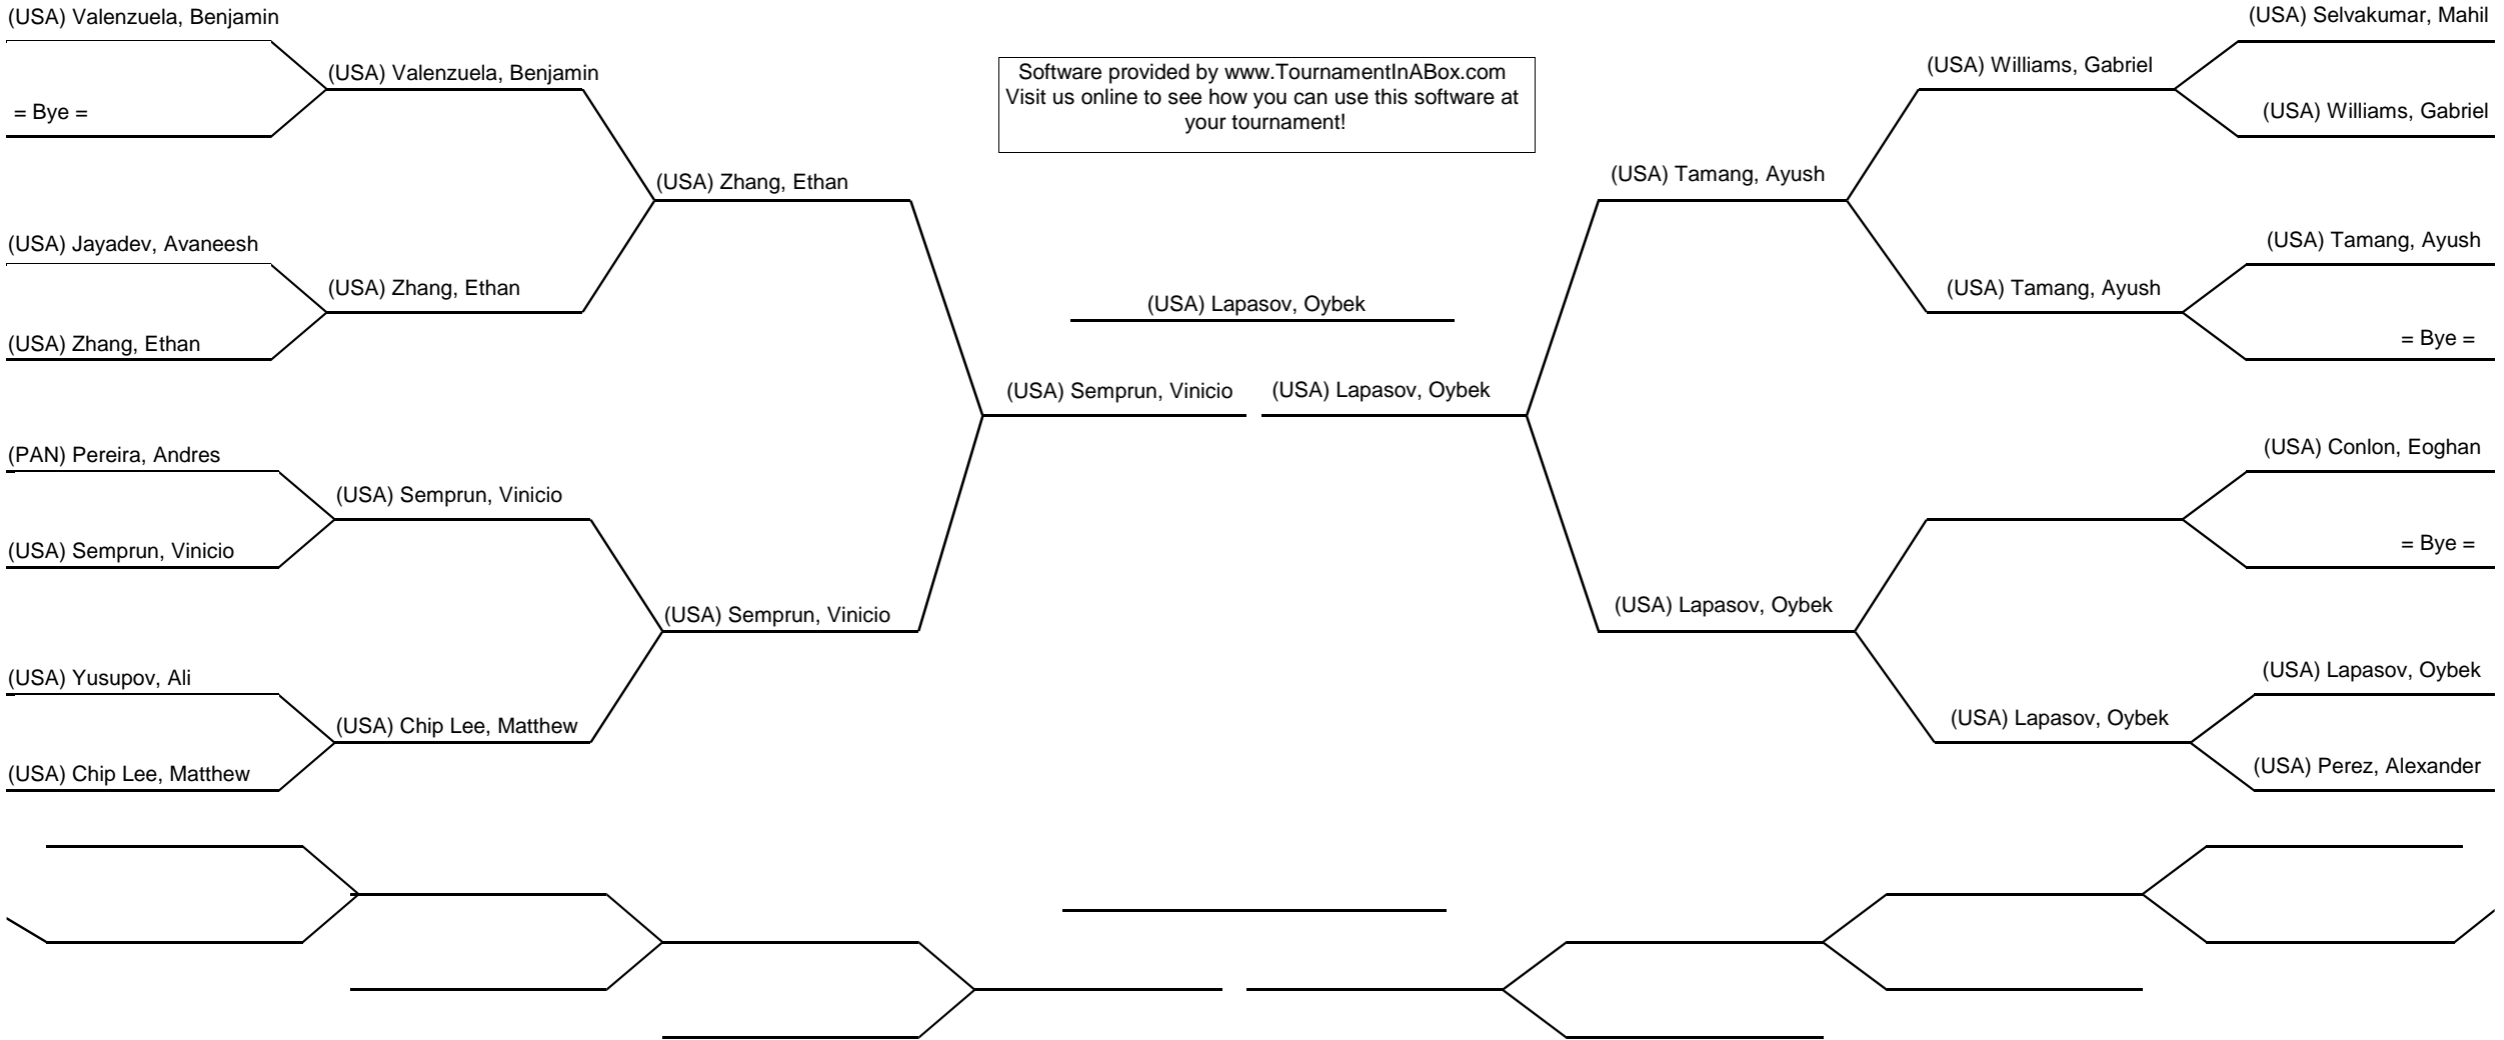 (USA) Valenzuela, Benjamin
= Bye =
(USA) Jayadev, Avaneesh
(USA) Zhang, Ethan
(PAN) Pereira, Andres
(USA) Semprun, Vinicio
(USA) Yusupov, Ali
(USA) Chip Lee, Matthew
(USA) Valenzuela, Benjamin
(USA) Zhang, Ethan
(USA) Semprun, Vinicio
(USA) Chip Lee, Matthew
(USA) Zhang, Ethan
(USA) Semprun, Vinicio
Software provided by www.TournamentInABox.com
Visit us online to see how you can use this software at
your tournament!
(USA) Lapasov, Oybek
(USA) Semprun, Vinicio
(USA) Lapasov, Oybek
(USA) Tamang, Ayush
(USA) Lapasov, Oybek
(USA) Williams, Gabriel
(USA) Tamang, Ayush
(USA) Lapasov, Oybek
(USA) Selvakumar, Mahil
(USA) Williams, Gabriel
(USA) Tamang, Ayush
= Bye =
(USA) Conlon, Eoghan
= Bye =
(USA) Lapasov, Oybek
(USA) Perez, Alexander